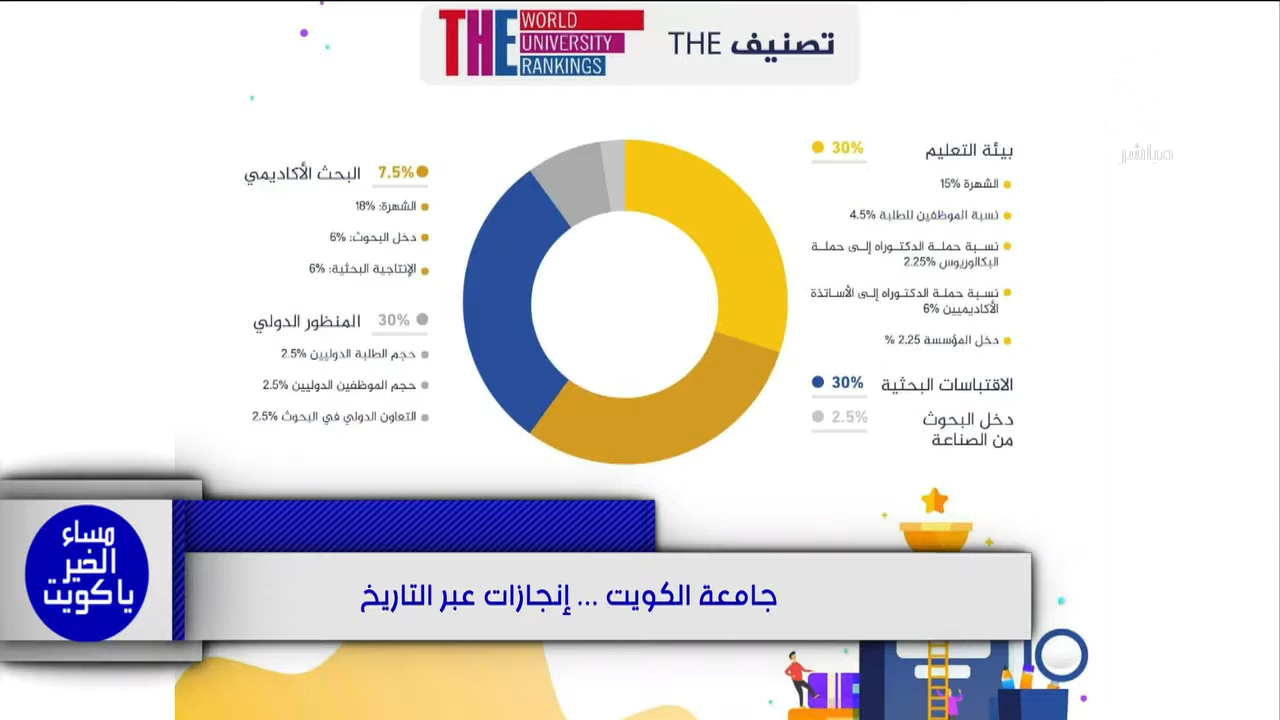 THE WORLD
UNIVERSITY
RANKINGS
تصنيف THE
مباشر
بيئة التعليم 30%
الشهرة 15%
نسبة الموظفين للطلبة 4.5%
نسبة حملة الدكتوراه إلى حملة
البكالوريوس 2.25%
نسبة حملة الدكتوراه إلى الأساتذة
الأكاديميين 6%
دخل المؤسسة 2.25 %
الاقتباسات البحثية 30%
دخل البحوث 2.5%
من الصناعة
البحث الأكاديمي 7.5%
الشهرة: 18%
دخل البحوث: 6%
الإنتاجية البحثية: 6%
المنظور الدولي 30%
حجم الطلبة الدوليين 2.5%
حجم الموظفين الدوليين 2.5%
التعاون الدولي في البحوث 2.5%
مساء
الخير
ياكويت
جامعة الكويت ... إنجازات عبر التاريخ